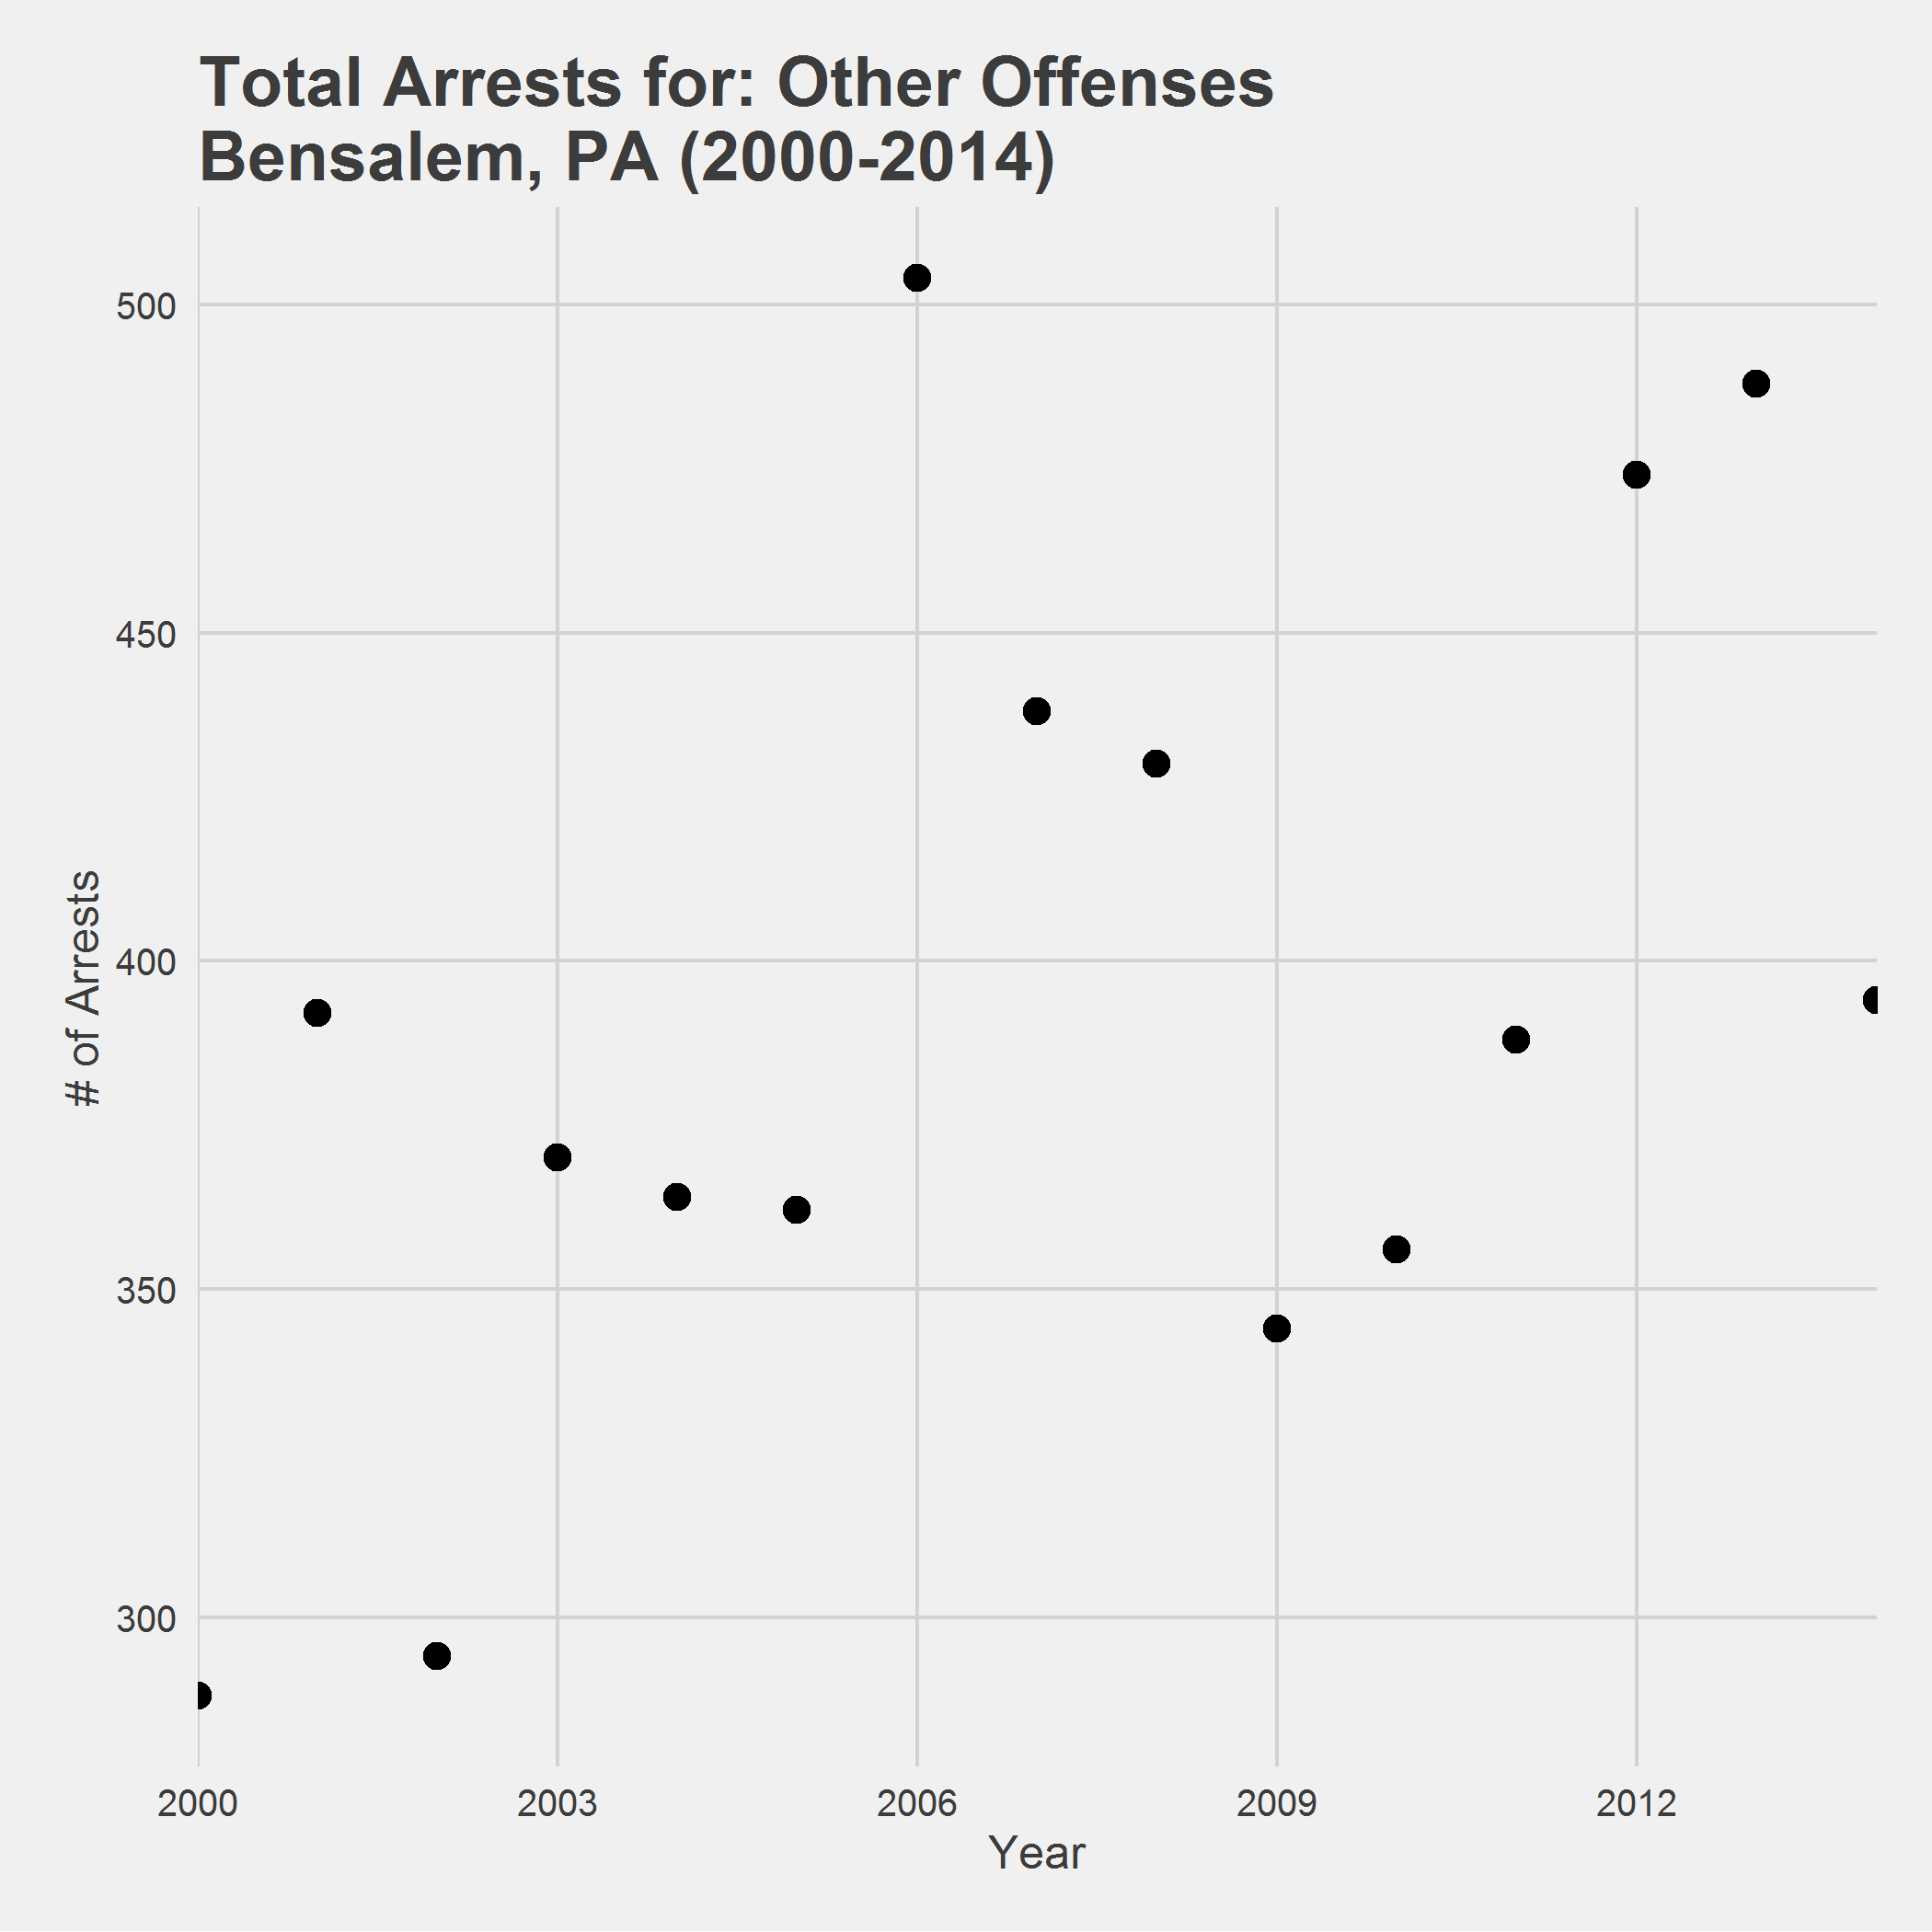 Total Arrests for: Other Offenses
Bensalem, PA (2000-2014)
500
450
400
350
300
# of Arrests
2000 2003 2006 2009 2012
Year